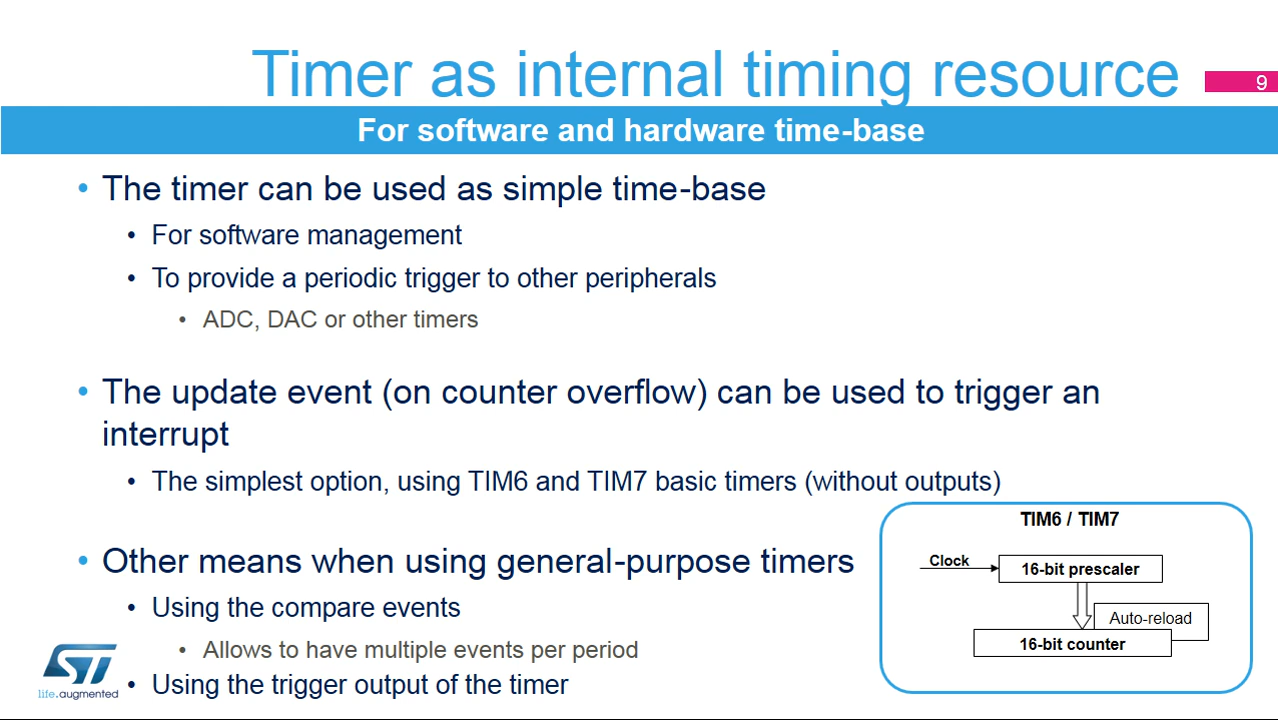 Timer as internal timing resource
9
For software and hardware time-base
• The timer can be used as simple time-base
• For software management
• To provide a periodic trigger to other peripherals
• ADC, DAC or other timers
• The update event (on counter overflow) can be used to trigger an
interrupt
• The simplest option, using TIM6 and TIM7 basic timers (without outputs)
• Other means when using general-purpose timers
• Using the compare events
• Allows to have multiple events per period
• Using the trigger output of the timer
TIM6 / TIM7
Clock
16-bit prescaler
Auto-reload
16-bit counter
ST
life.augmented